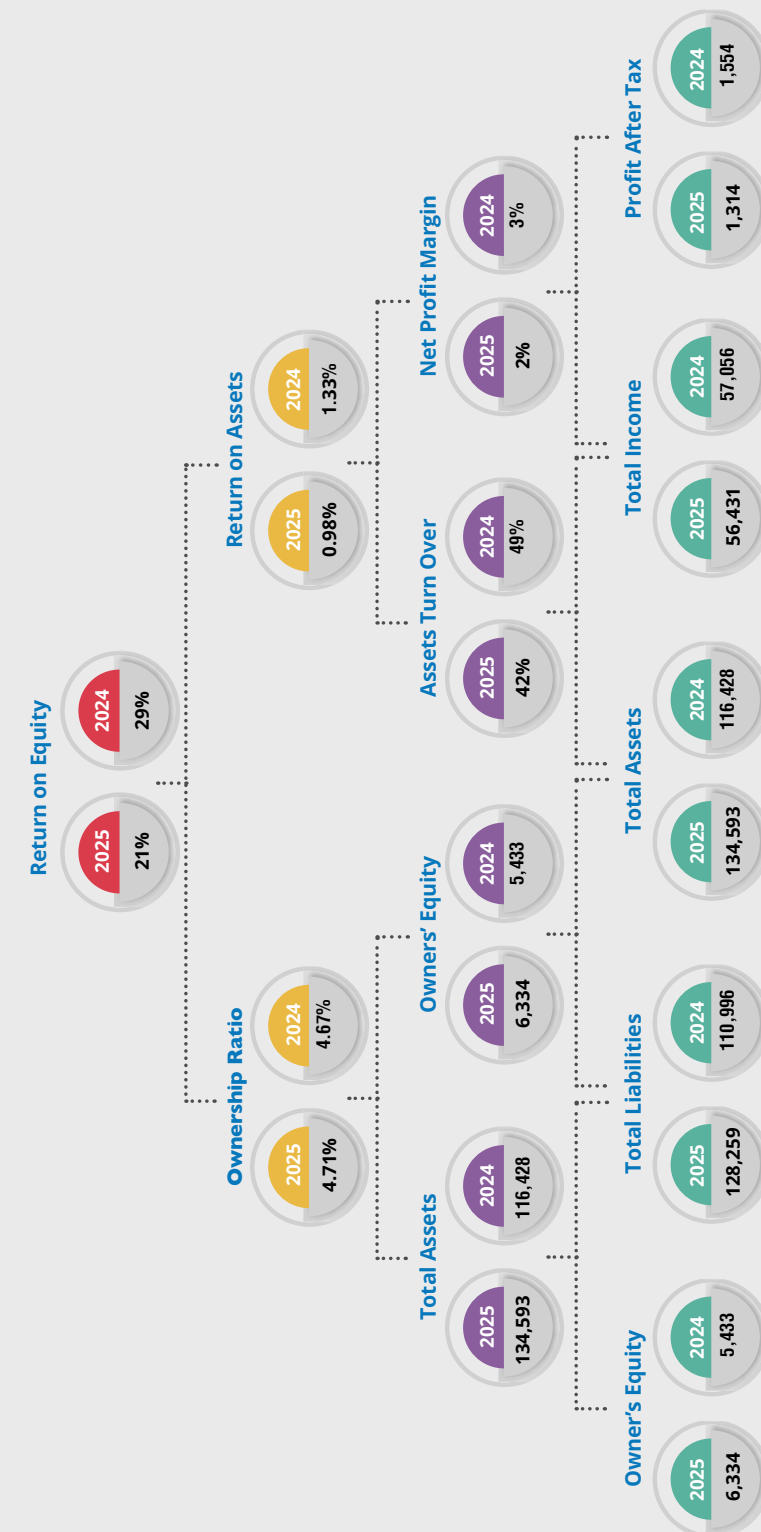 Return on Equity
2025 2024
21% 29%
Ownership Ratio
2025 2024
4.71% 4.67%
Return on Assets
2025 2024
0.98% 1.33%
Total Assets
2025 2024
134,593 116,428
Owners' Equity
2025 2024
6,334 5,433
Assets Turn Over
2025 2024
42% 49%
Net Profit Margin
2025 2024
2% 3%
Owner's Equity
2025 2024
6,334 5,433
Total Liabilities
2025 2024
128,259 110,996
Total Assets
2025 2024
134,593 116,428
Total Income
2025 2024
56,431 57,056
Profit After Tax
2025 2024
1,314 1,554